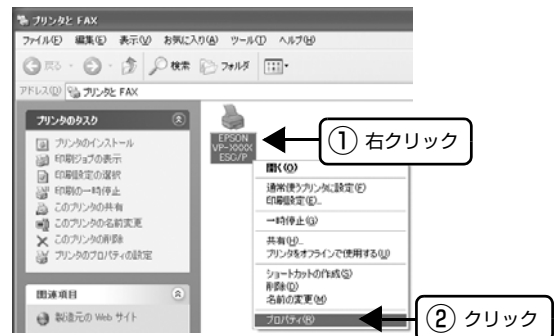 プリンタと FAX
ファイル(F) 編集(E) 表示(V) お気に入り(A) ツール(T) ヘルプ(H)
戻る 検索 フォルダ
アドレス(D) プリンタと FAX
プリンタのタスク
プリンタのインストール
印刷ジョブの表示
印刷設定の選択
印刷の一時停止
このプリンタの共有
このプリンタの名前変更
このプリンタの削除
プリンタのプロパティの設定
関連項目
製造元の Web サイト
EPSON
VP-XXXX
ESC/P
① 右クリック
開く(O)
通常使うプリンタに設定(F)
印刷設定(E)...
一時停止(G)
共有(H)...
プリンタをオフラインで使用する(U)
ショートカットの作成(S)
削除(D)
名前の変更(M)
プロパティ(R)
② クリック